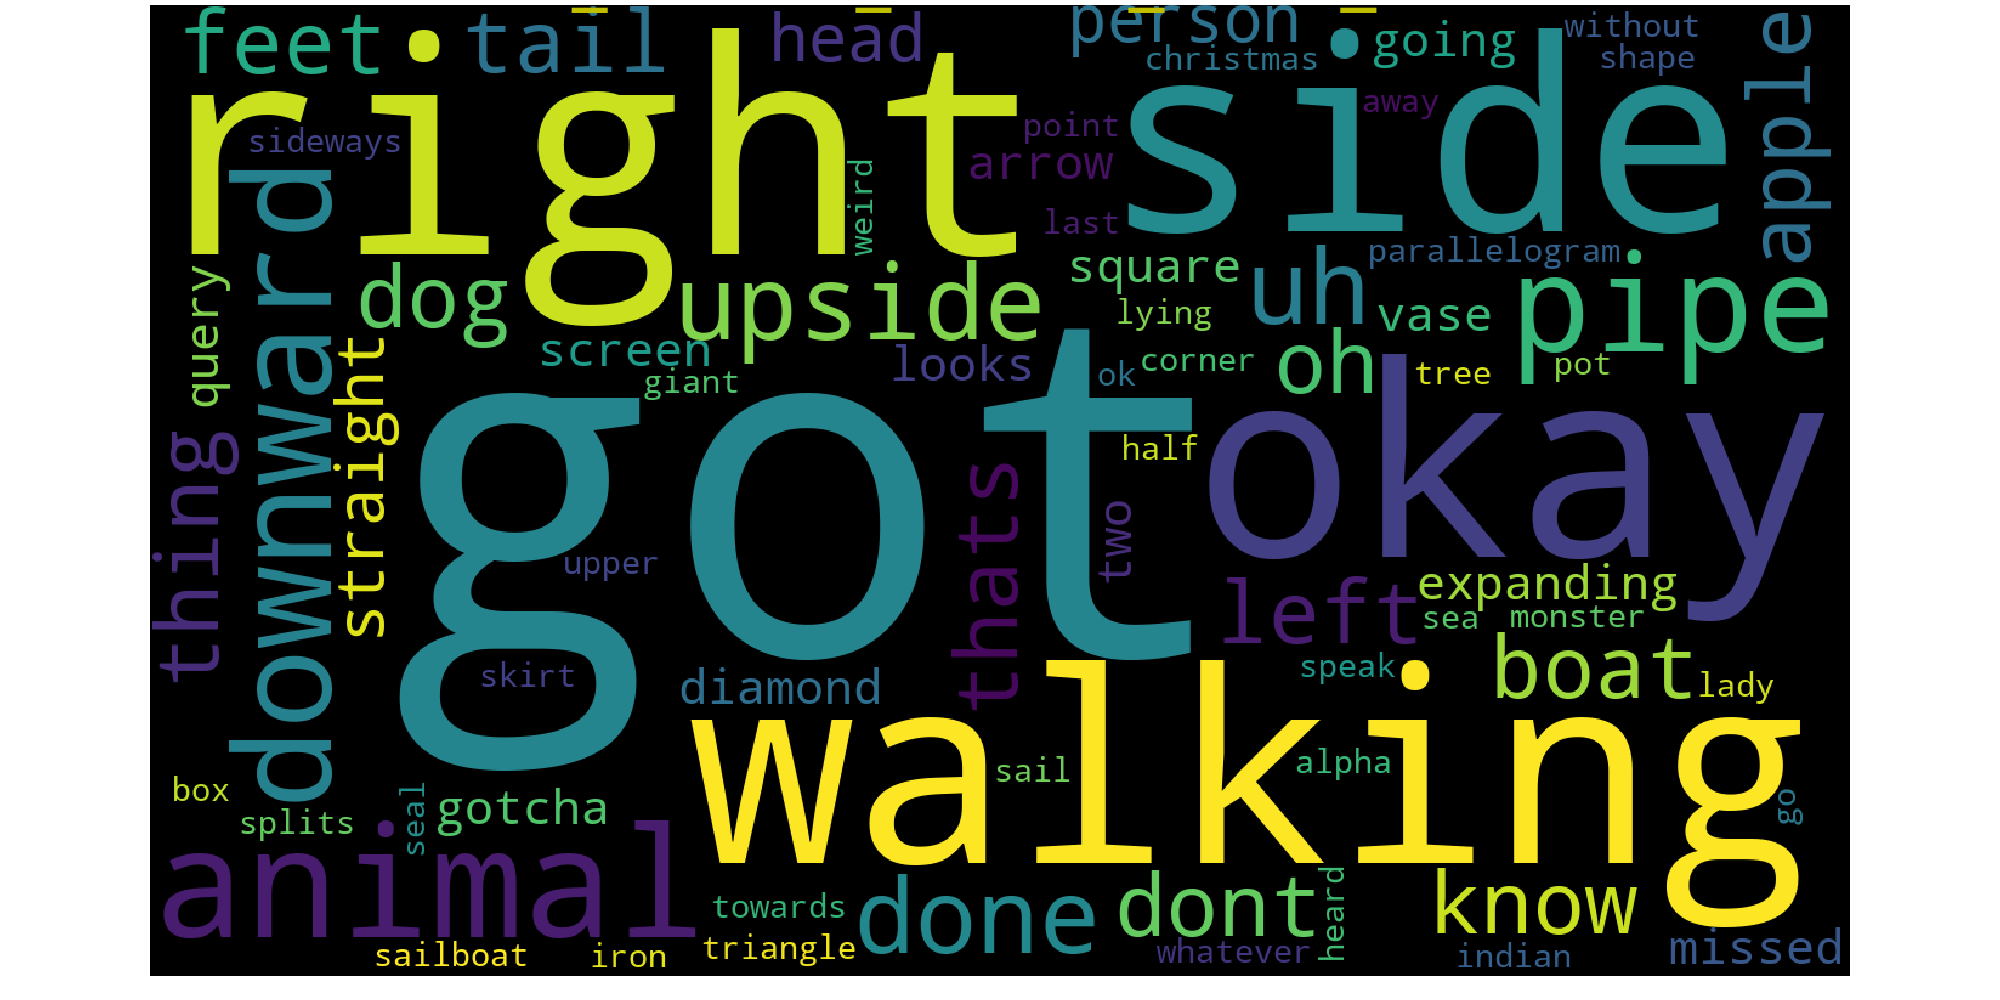 feet
tail
head
person
christmas
going
without
shape
apple
right
side
sideways
point
away
arrow
weird
last
downward
query
dog
upside
square
uh
parallelogram
pipe
lying
vase
screen
looks
giant
ok
corner
oh
tree
pot
straight
thing
got
okay
half
thats
two
upper
left
expanding
sea
monster
skirt
diamond
speak
boat
lady
walking
sail
alpha
go
box
splits
seal
gotcha
animal
towards
done
dont
heard
know
sailboat
iron
triangle
whatever
indian
missed